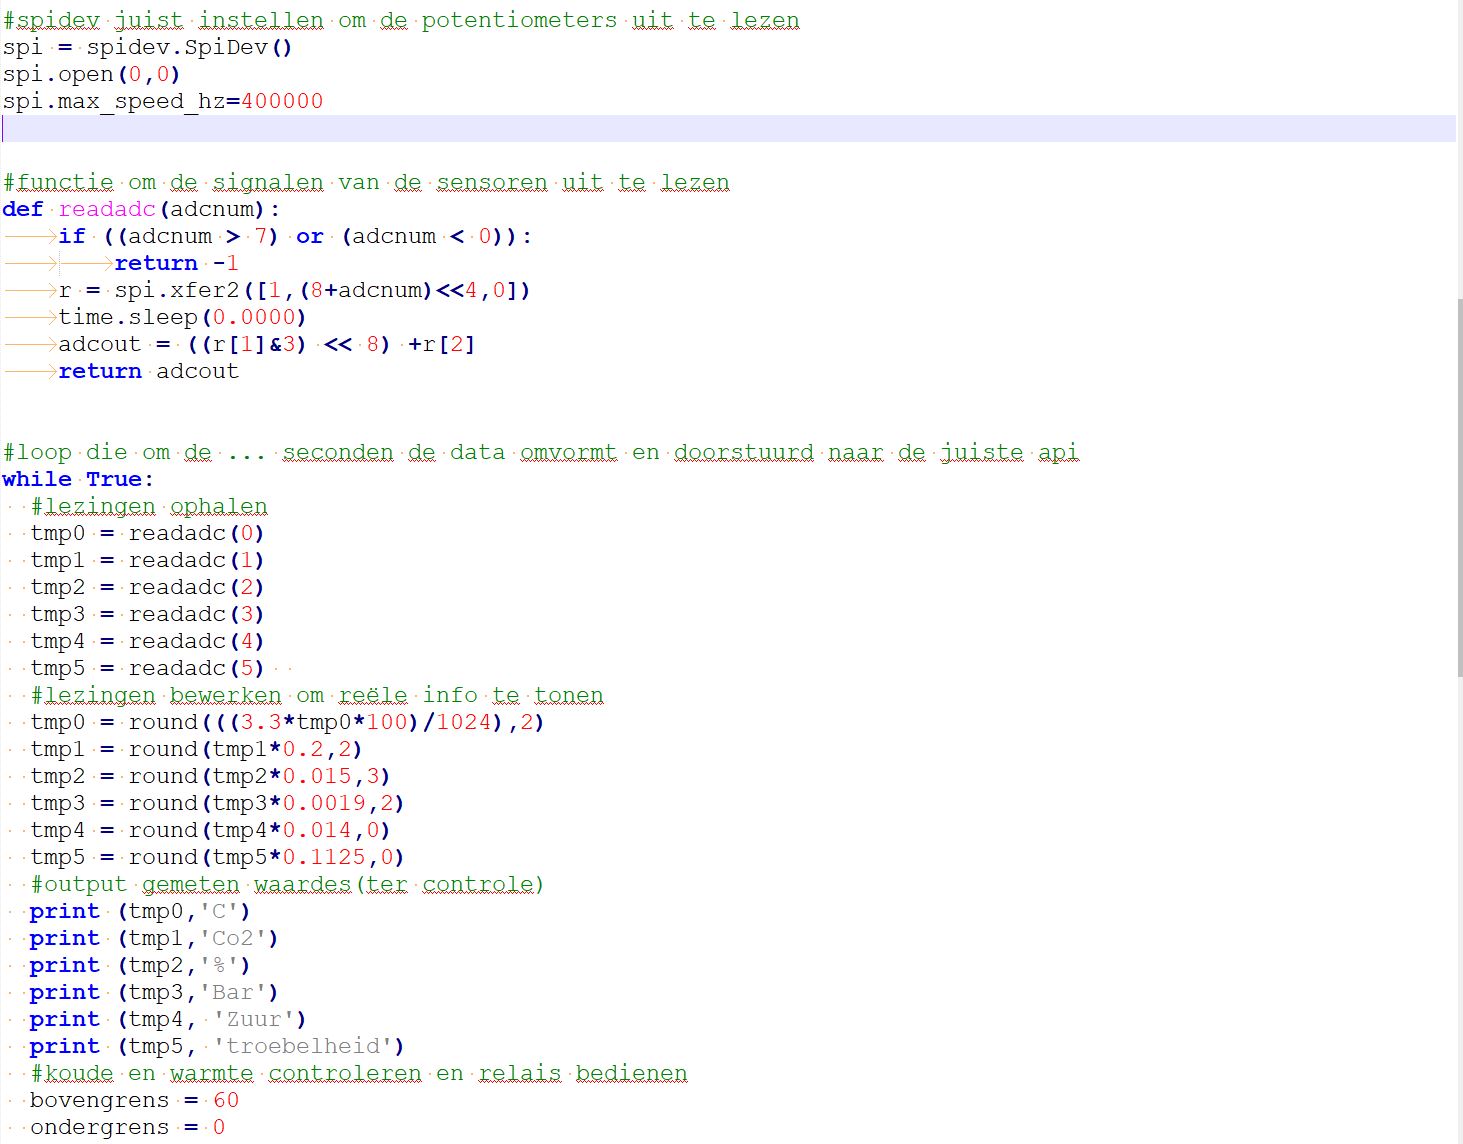 #spidev juist instellen om de potentiometers uit te lezen
spi = spidev.SpiDev()
spi.open(0,0)
spi.max_speed_hz=400000
#functie om de signalen van de sensoren uit te lezen
def readadc(adcnum):
if ((adcnum > 7) or (adcnum < 0)):
return -1
r = spi.xfer2([1,(8+adcnum)<<4,0])
time.sleep(0.0000)
adcout = ((r[1]&3) << 8) +r[2]
return adcout
#loop die om de ... seconden de data omvormt en doorstuurd naar de juiste api
while True:
#lezingen ophalen
tmp0 = readadc(0)
tmp1 = readadc(1)
tmp2 = readadc(2)
tmp3 = readadc(3)
tmp4 = readadc(4)
tmp5 = readadc(5)
#lezingen bewerken om reële info te tonen
tmp0 = round(((3.3*tmp0*100)/1024),2)
tmp1 = round(tmp1*0.2,2)
tmp2 = round(tmp2*0.015,3)
tmp3 = round(tmp3*0.0019,2)
tmp4 = round(tmp4*0.014,0)
tmp5 = round(tmp5*0.1125,0)
#output gemeten waardes(ter controle)
print (tmp0,'C')
print (tmp1,'Co2')
print (tmp2,'%')
print (tmp3,'Bar')
print (tmp4, 'Zuur')
print (tmp5, 'troebelheid')
#koude en warmte controleren en relais bedienen
bovengrens = 60
ondergrens = 0